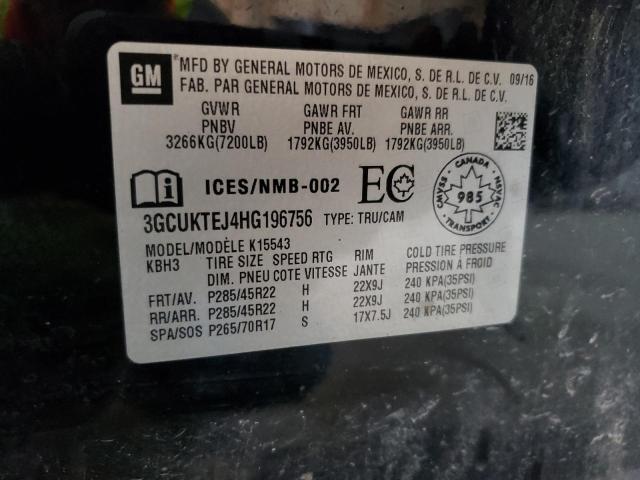 GM
MFD BY GENERAL MOTORS DE MEXICO, S. DE R.L. DE C.V. 09/16
FAB. PAR GENERAL MOTORS DE MEXICO, S. DE R.L. DE C.V.
GVWR GAWR FRT GAWR RR
PNBV PNBE AV. PNBE ARR.
3266KG(7200LB) 1792KG(3950LB) 1792KG(3950LB)
ICES/NMB-002 EC
CANADA
CMVSS 985 NSVAC
TRANSPORT
3GCUKTEJ4HG196756 TYPE: TRU/CAM
MODEL/MODÈLE K15543
KBH3 TIRE SIZE SPEED RTG RIM COLD TIRE PRESSURE
DIM. PNEU COTE VITESSE JANTE PRESSION A FROID
FRT/AV. P285/45R22 H 22X9J 240 KPA(35PSI)
RR/ARR. P285/45R22 H 22X9J 240 KPA(35PSI)
SPA/SOS P265/70R17 S 17X7.5J 240 KPA(35PSI)